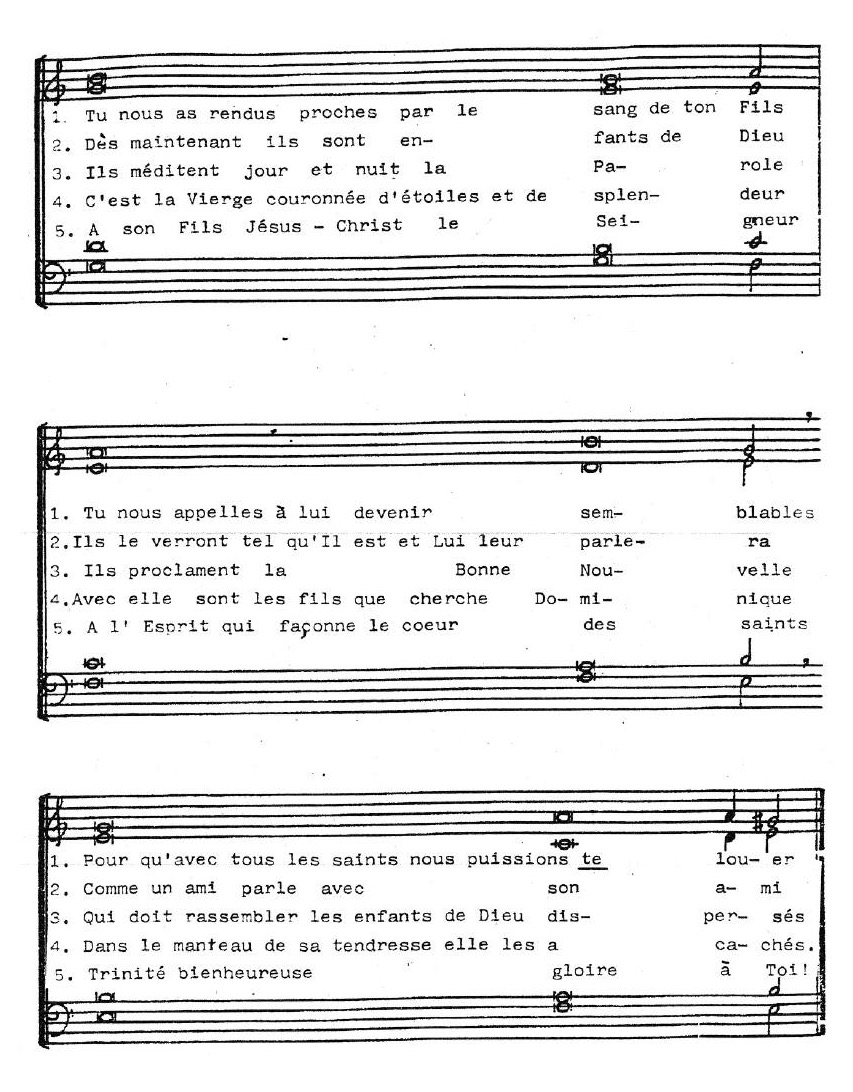 1. Tu nous as rendus proches par le sang de ton Fils
2. Dès maintenant ils sont en- fants de Dieu
3. Ils méditent jour et nuit la Pa- role
4. C'est la Vierge couronnée d'étoiles et de splen- deur
5. A son Fils Jésus - Christ le Sei- gneur
1. Tu nous appelles à lui devenir sem- blables
2. Ils le verront tel qu'Il est et Lui leur parle- ra
3. Ils proclament la Bonne Nou- velle
4. Avec elle sont les fils que cherche Do- mi- nique
5. A l' Esprit qui façonne le coeur des saints
1. Pour qu'avec tous les saints nous puissions te lou- er
2. Comme un ami parle avec son a- mi
3. Qui doit rassembler les enfants de Dieu dis- per- sés
4. Dans le manteau de sa tendresse elle les a ca- chés.
5. Trinité bienheureuse gloire à Toi!